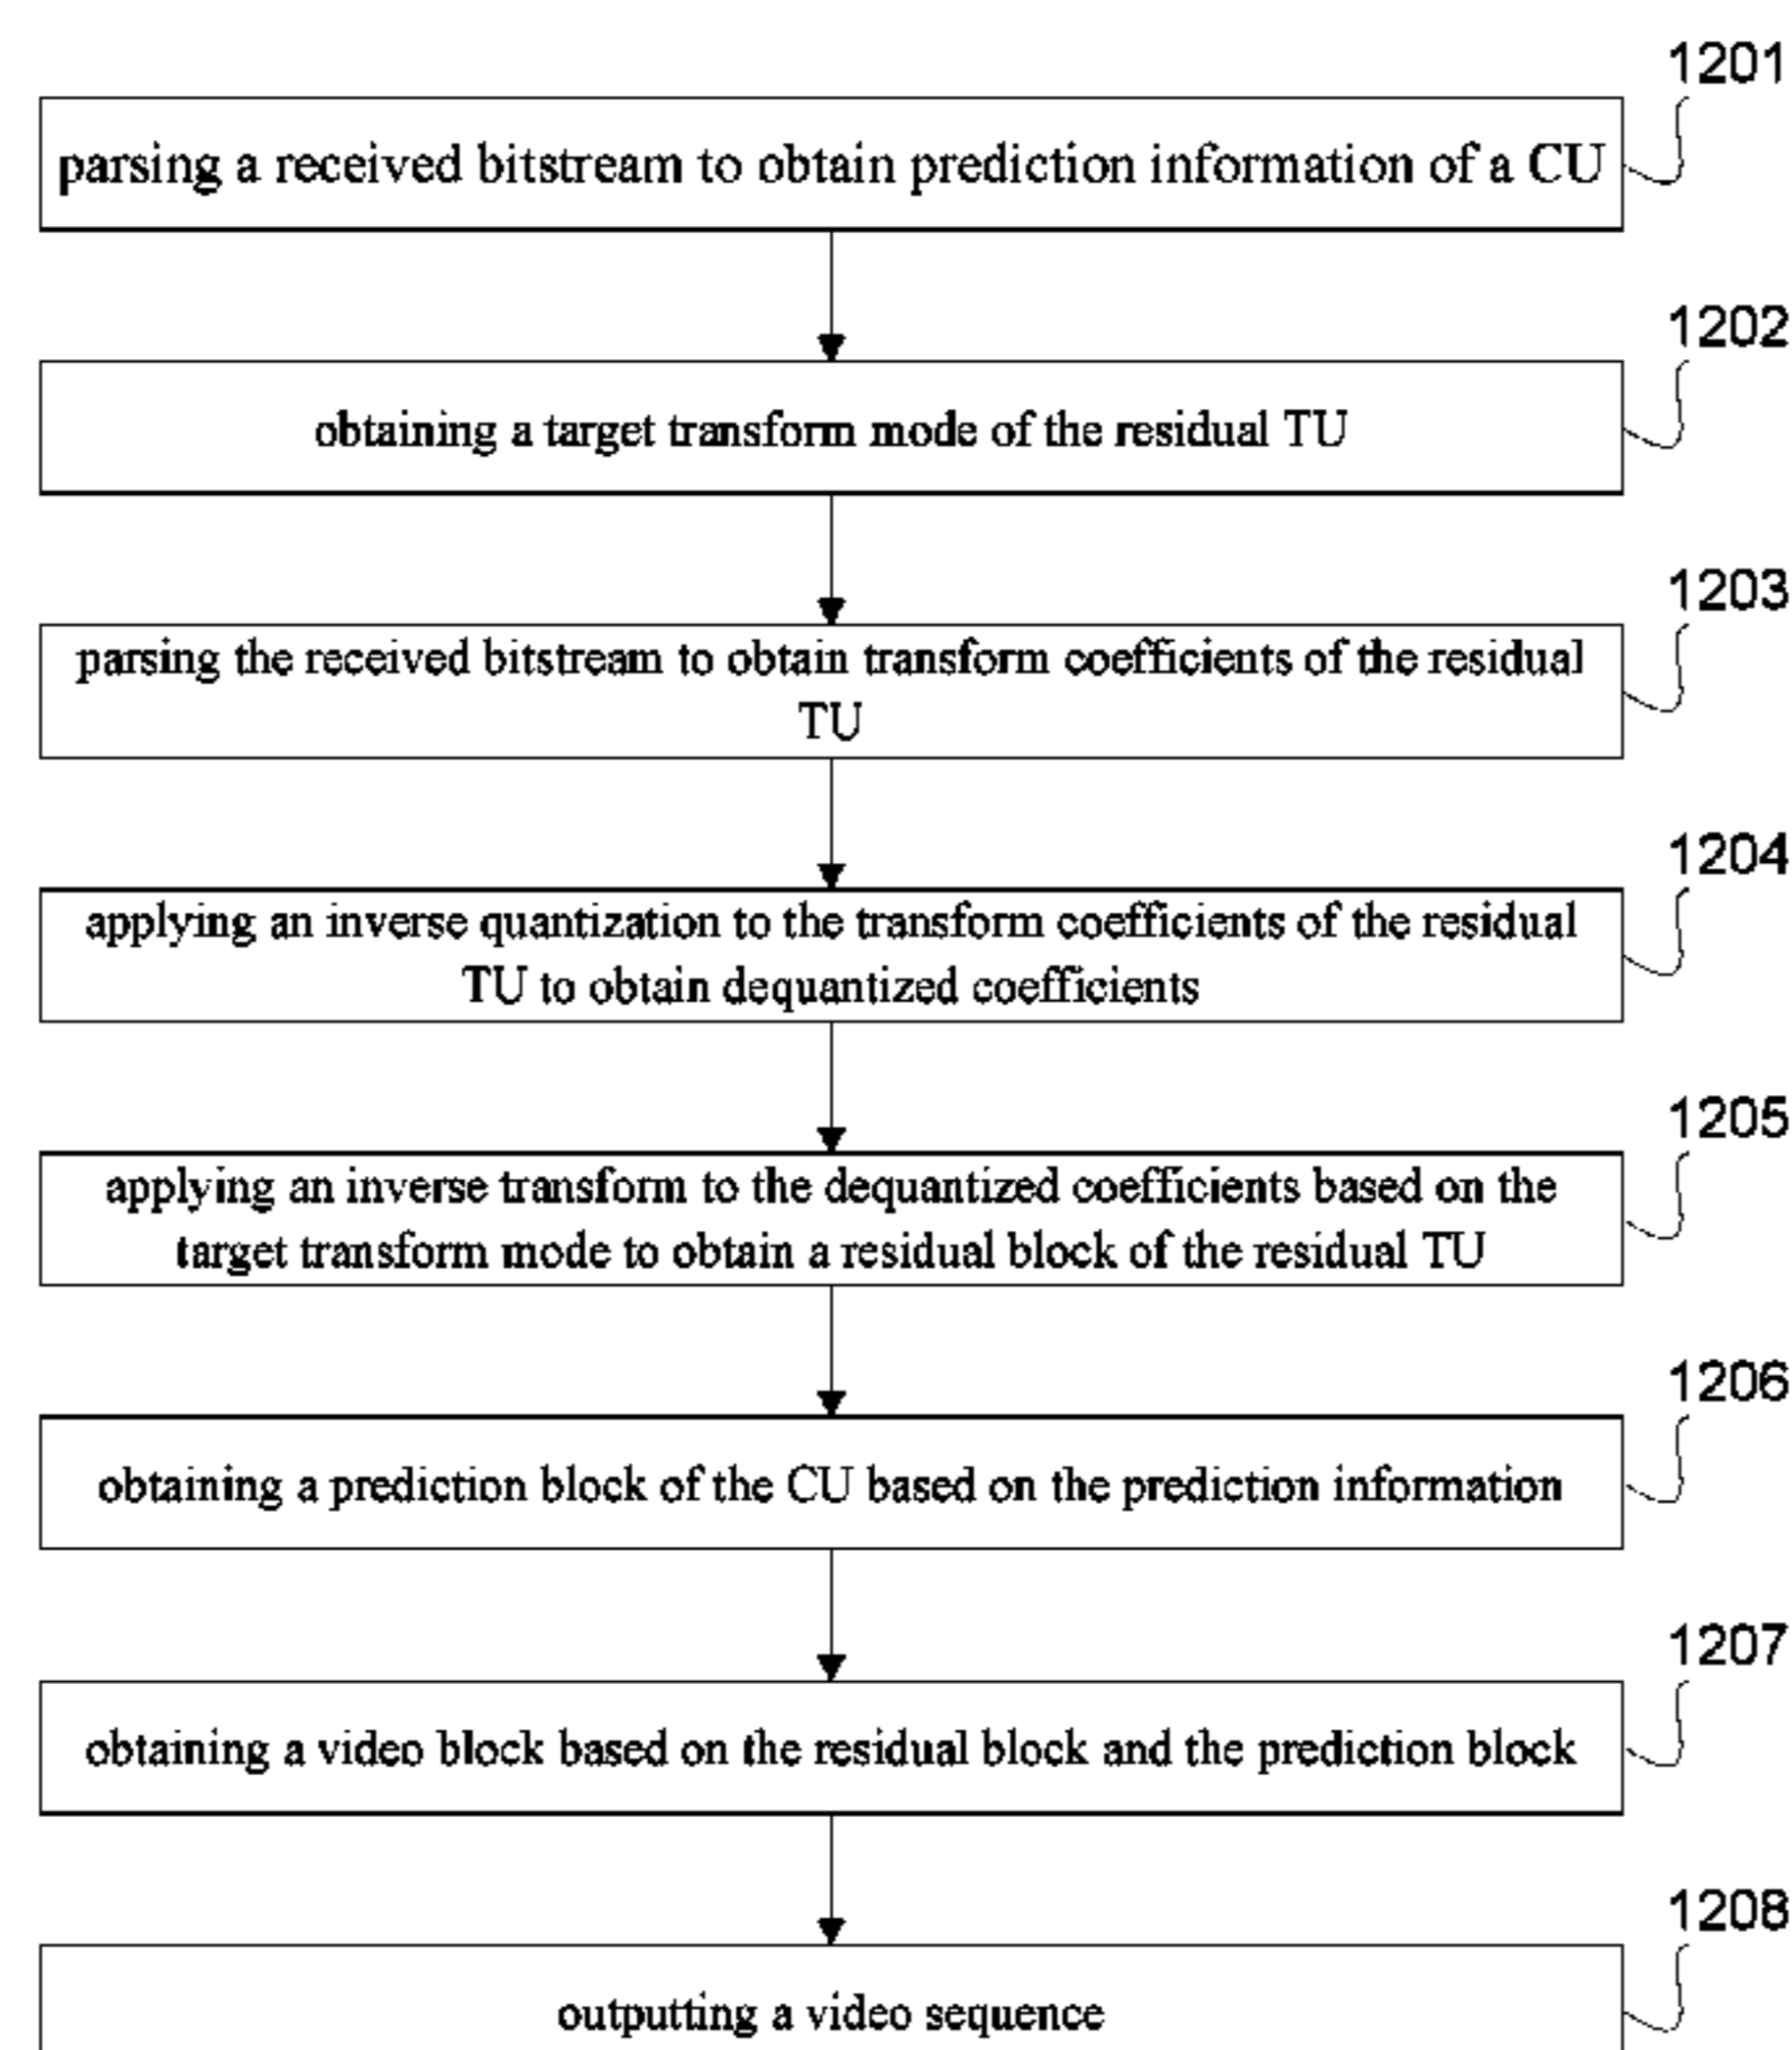 1201
parsing a received bitstream to obtain prediction information of a CU
1202
obtaining a target transform mode of the residual TU
1203
parsing the received bitstream to obtain transform coefficients of the residual
TU
1204
applying an inverse quantization to the transform coefficients of the residual
TU to obtain dequantized coefficients
1205
applying an inverse transform to the dequantized coefficients based on the
target transform mode to obtain a residual block of the residual TU
1206
obtaining a prediction block of the CU based on the prediction information
1207
obtaining a video block based on the residual block and the prediction block
1208
outputting a video sequence